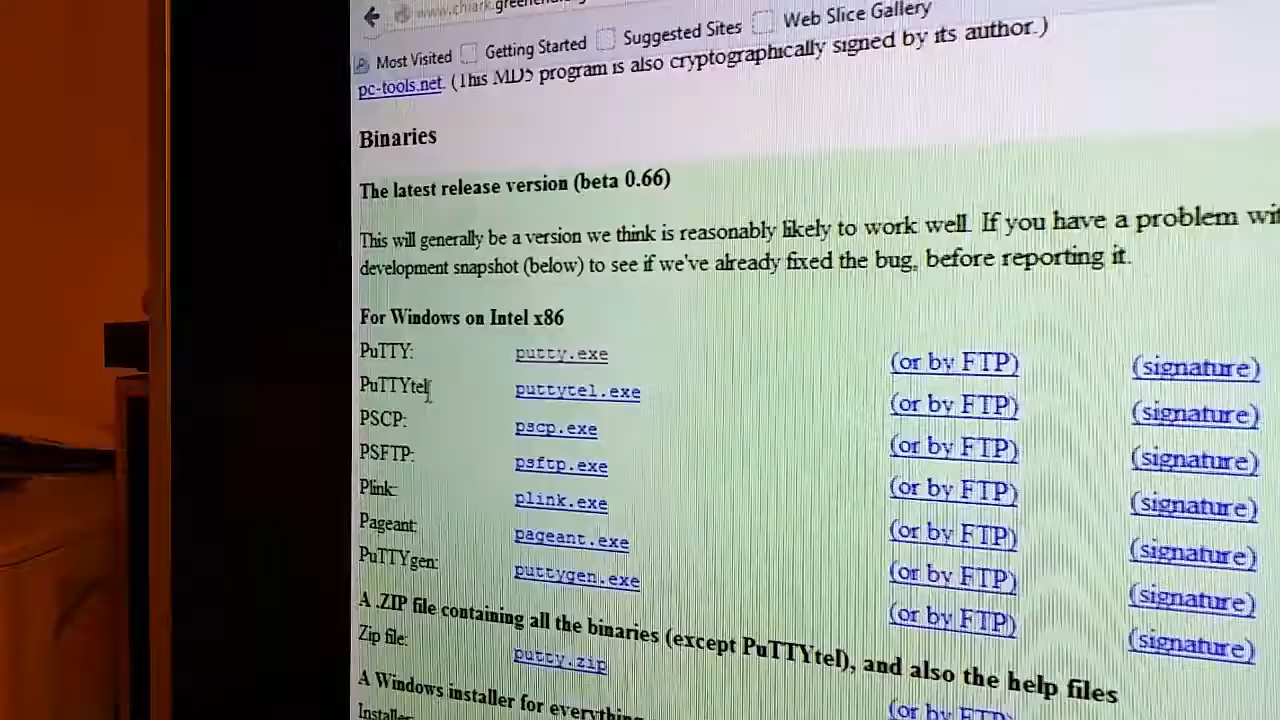 www.chiark.greenend
Most Visited Getting Started Suggested Sites Web Slice Gallery
pc-tools.net. (This MD5 program is also cryptographically signed by its author.)
Binaries
The latest release version (beta 0.66)
This will generally be a version we think is reasonably likely to work well. If you have a problem wit
development snapshot (below) to see if we've already fixed the bug, before reporting it.
For Windows on Intel x86
PuTTY: putty.exe (or by FTP) (signature)
PuTTYtel: puttytel.exe (or by FTP) (signature)
PSCP: pscp.exe (or by FTP) (signature)
PSFTP: psftp.exe (or by FTP) (signature)
Plink: plink.exe (or by FTP) (signature)
Pageant: pageant.exe (or by FTP) (signature)
PuTTYgen: puttygen.exe (or by FTP) (signature)
A .ZIP file containing all the binaries (except PuTTYtel), and also the help files
Zip file: putty.zip (or by FTP)
A Windows installer for everything
Installer